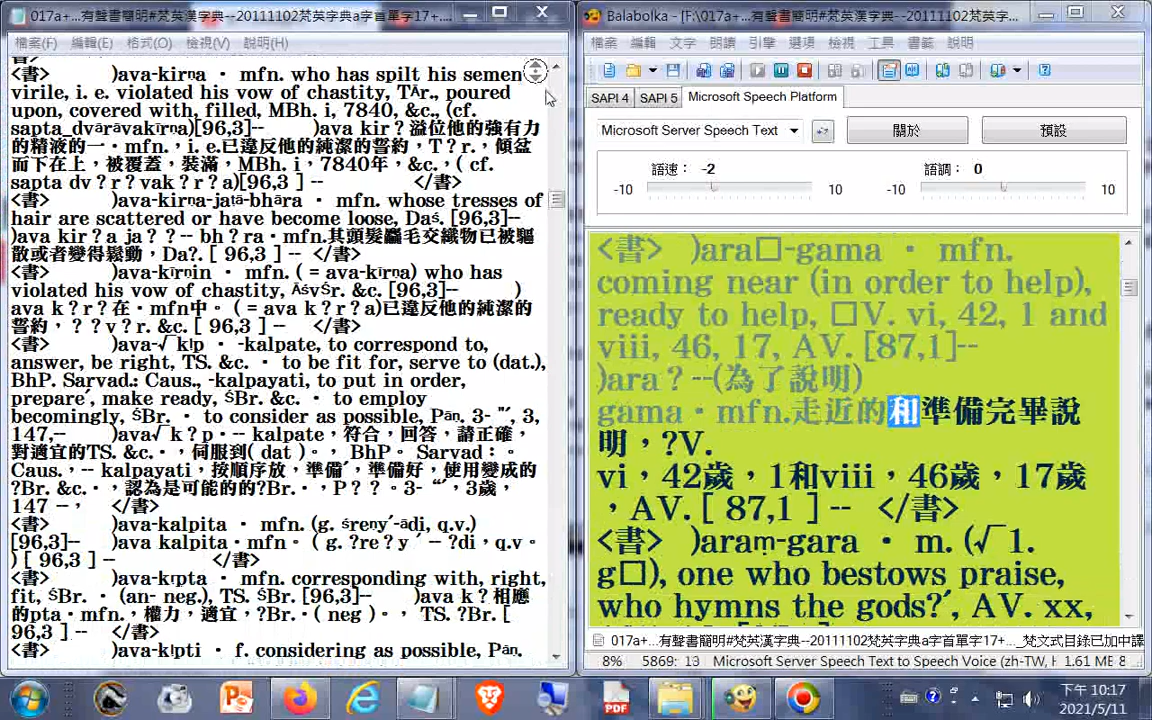 017a+...有聲書簡明#梵英漢字典--20111102梵英字典a字首單字17+...
檔案(F) 編輯(E) 格式(O) 檢視(V) 說明(H)
<書> )ava-kirṇa · mfn. who has spilt his semen
virile, i. e. violated his vow of chastity, TĀr., poured
upon, covered with, filled, MBh. i, 7840, &c., (cf.
sapta_dvārāvakīrṇa)[96,3]-- )ava kir？溢位他的強有力
的精液的一·mfn.，i. e.已違反他的純潔的誓約，T？r.，傾盆
而下在上，被覆蓋，裝滿，MBh. i，7840年，&c.，( cf.
sapta dv？r？vak？r？a)[96,3 ] -- </書>
<書> )ava-kirṇa-jaṭā-bhāra · mfn. whose tresses of
hair are scattered or have become loose, Daś. [96,3]--
)ava kir？a ja？？-- bh？ra·mfn.其頭髮飍毛交織物已被驅
散或者變得鬆動，Da?. [ 96,3 ] -- </書>
<書> )ava-kīrṇin · mfn. ( = ava-kīrṇa) who has
violated his vow of chastity, ĀśvŚr. &c. [96,3]-- )
ava k？r？在·mfn中。( = ava k？r？a)已違反他的純潔的
誓約，？？v？r. &c. [ 96,3 ] -- </書>
<書> )ava-√ kḷp · -kalpate, to correspond to,
answer, be right, TS. &c. · to be fit for, serve to (dat.),
BhP. Sarvad.: Caus., -kalpayati, to put in order,
prepare', make ready, ŚBr. &c. · to employ
becomingly, ŚBr. · to consider as possible, Pāṇ. 3- "', 3,
147,-- )ava√ k？p·-- kalpate，符合，回答，請正確，
對適宜的TS. &c.·，伺服到( dat )。， BhP。Sarvad：。
Caus.，-- kalpayati，按順序放，準備'，準備好，使用變成的
?Br. &c.·，認為是可能的的?Br.·，P？？。3- “'，3歲，
147 --， </書>
<書> )ava-kalpita · mfn. (g. śreṇy'-ādi, q.v.)
[96,3]-- )ava kalpita·mfn。( g. ?re?y ' -- ?di，q.v。
) [ 96,3 ] -- </書>
<書> )ava-kḷpta · mfn. corresponding with, right,
fit, ŚBr. · (an- neg.), TS. ŚBr. [96,3]-- )ava k？相應
的pta·mfn.，權力，適宜，?Br.·( neg )。， TS. ?Br. [
96,3 ] -- </書>
<書> )ava-kḷpti · f. considering as possible, Pāṇ.
Balabolka - [F:\017a+...有聲書簡明#梵英漢字典--20111102梵英字...
檔案 編輯 文字 朗讀 引擎 選項 檢視 工具 書籤 說明
SAPI 4 SAPI 5 Microsoft Speech Platform
Microsoft Server Speech Text 關於 預設
語速： -2 語調： 0
-10 10 -10 10
<書> )ara□-gama · mfn.
coming near (in order to help),
ready to help, □V. vi, 42, 1 and
viii, 46, 17, AV. [87,1]--
)ara？--(為了說明)
gama·mfn.走近的和準備完畢說
明，?V.
vi，42歲，1和viii，46歲，17歲
，AV. [ 87,1 ] -- </書>
<書> )araṃ-gara · m. (√1.
g□), one who bestows praise,
who hymns the gods?', AV. xx,
017a+...有聲書簡明#梵英漢字典--20111102梵英字典a字首單字17+..._梵文式目錄已加中譯
8% 5869: 13 Microsoft Server Speech Text to Speech Voice (zh-TW, H 1.61 MB 8
下午 10:17
2021/5/11